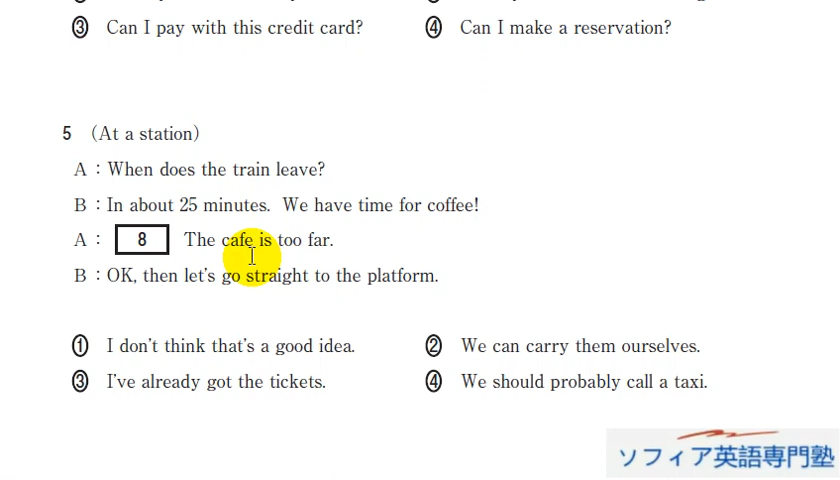 ③ Can I pay with this credit card? ④ Can I make a reservation?
5 (At a station)
A：When does the train leave?
B：In about 25 minutes. We have time for coffee!
A： 8 The cafe is too far.
B：OK, then let's go straight to the platform.
① I don't think that's a good idea. ② We can carry them ourselves.
③ I've already got the tickets. ④ We should probably call a taxi.
ソフィア英語専門塾